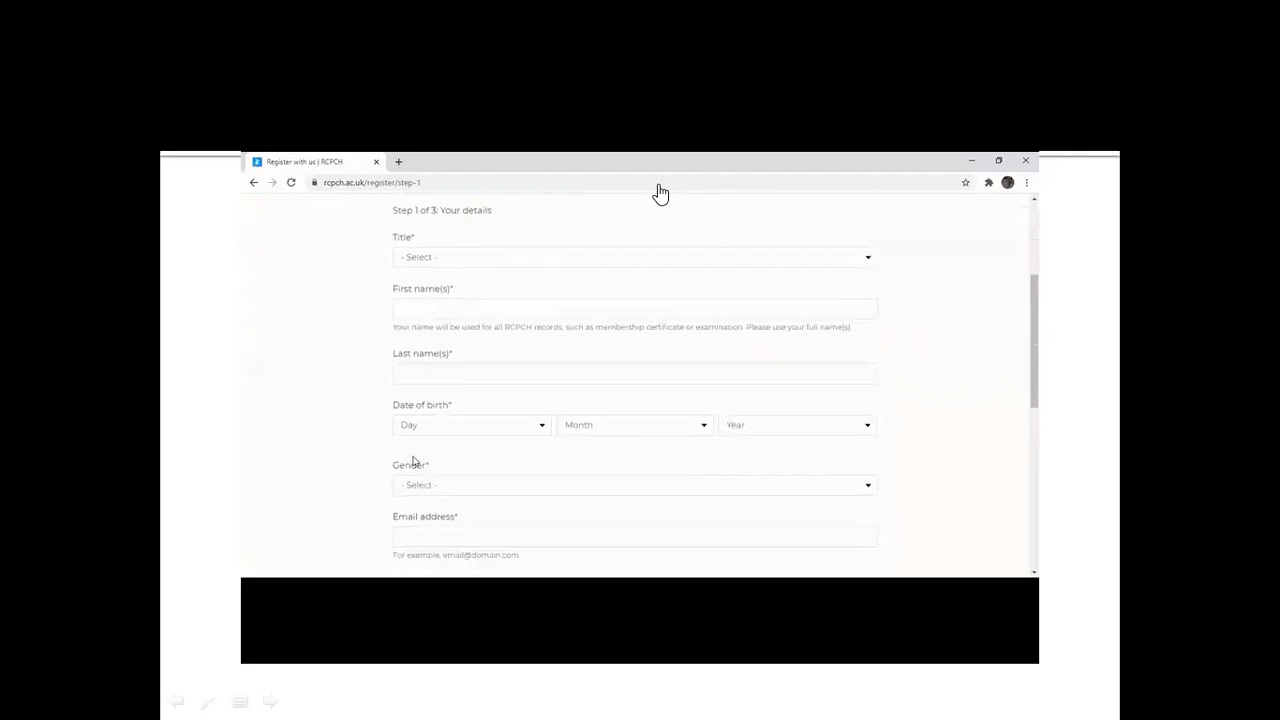 Register with us | RCPCH
rcpch.ac.uk/register/step-1
Step 1 of 3: Your details
Title*
- Select -
First name(s)*
Your name will be used for all RCPCH records, such as membership certificate or examination. Please use your full name(s)
Last name(s)*
Date of birth*
Day Month Year
Gender*
- Select -
Email address*
For example, email@domain.com